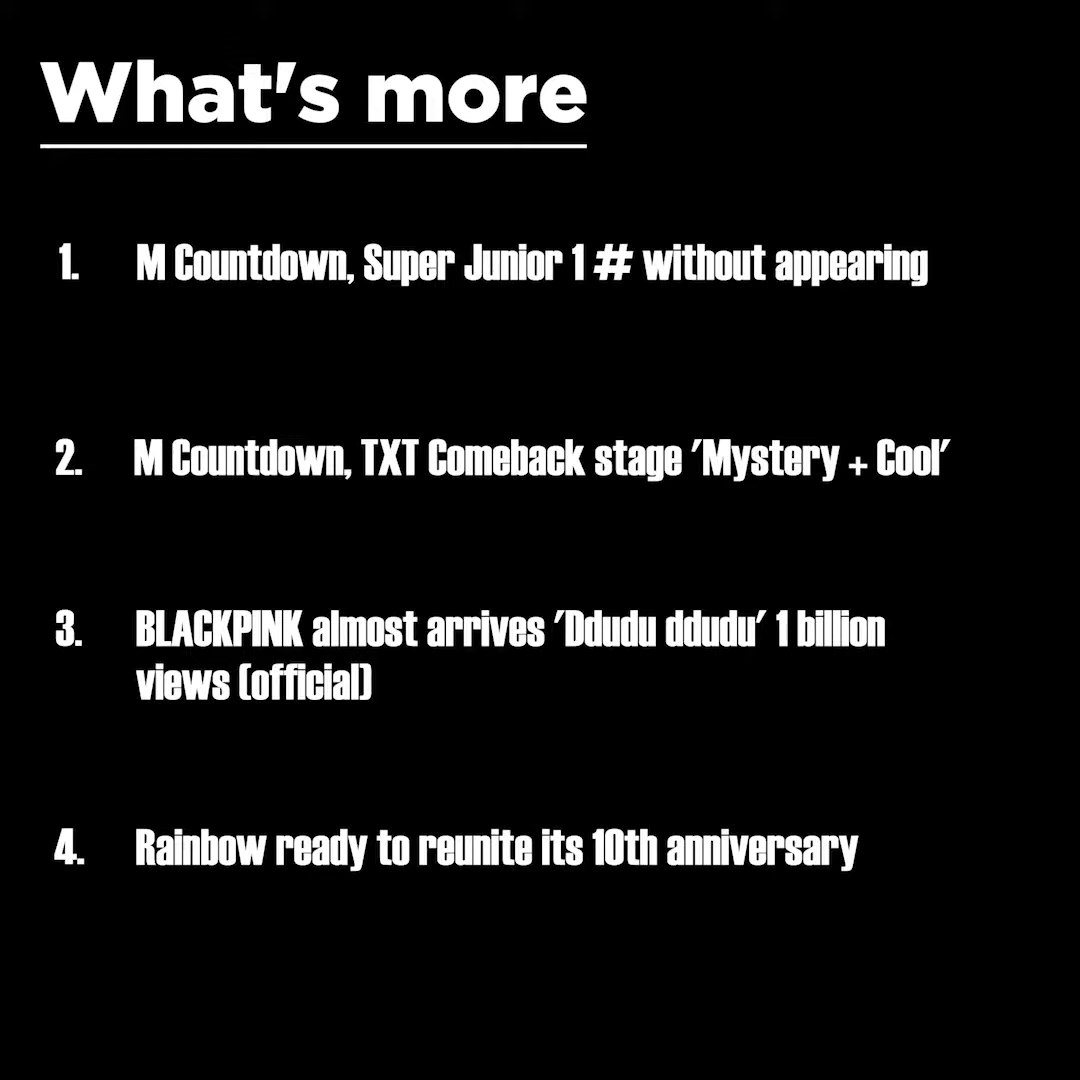 What's more
1. M Countdown, Super Junior 1 # without appearing
2. M Countdown, TXT Comeback stage 'Mystery + Cool'
3. BLACKPINK almost arrives 'Ddudu ddudu' 1 billion
views (official)
4. Rainbow ready to reunite its 10th anniversary